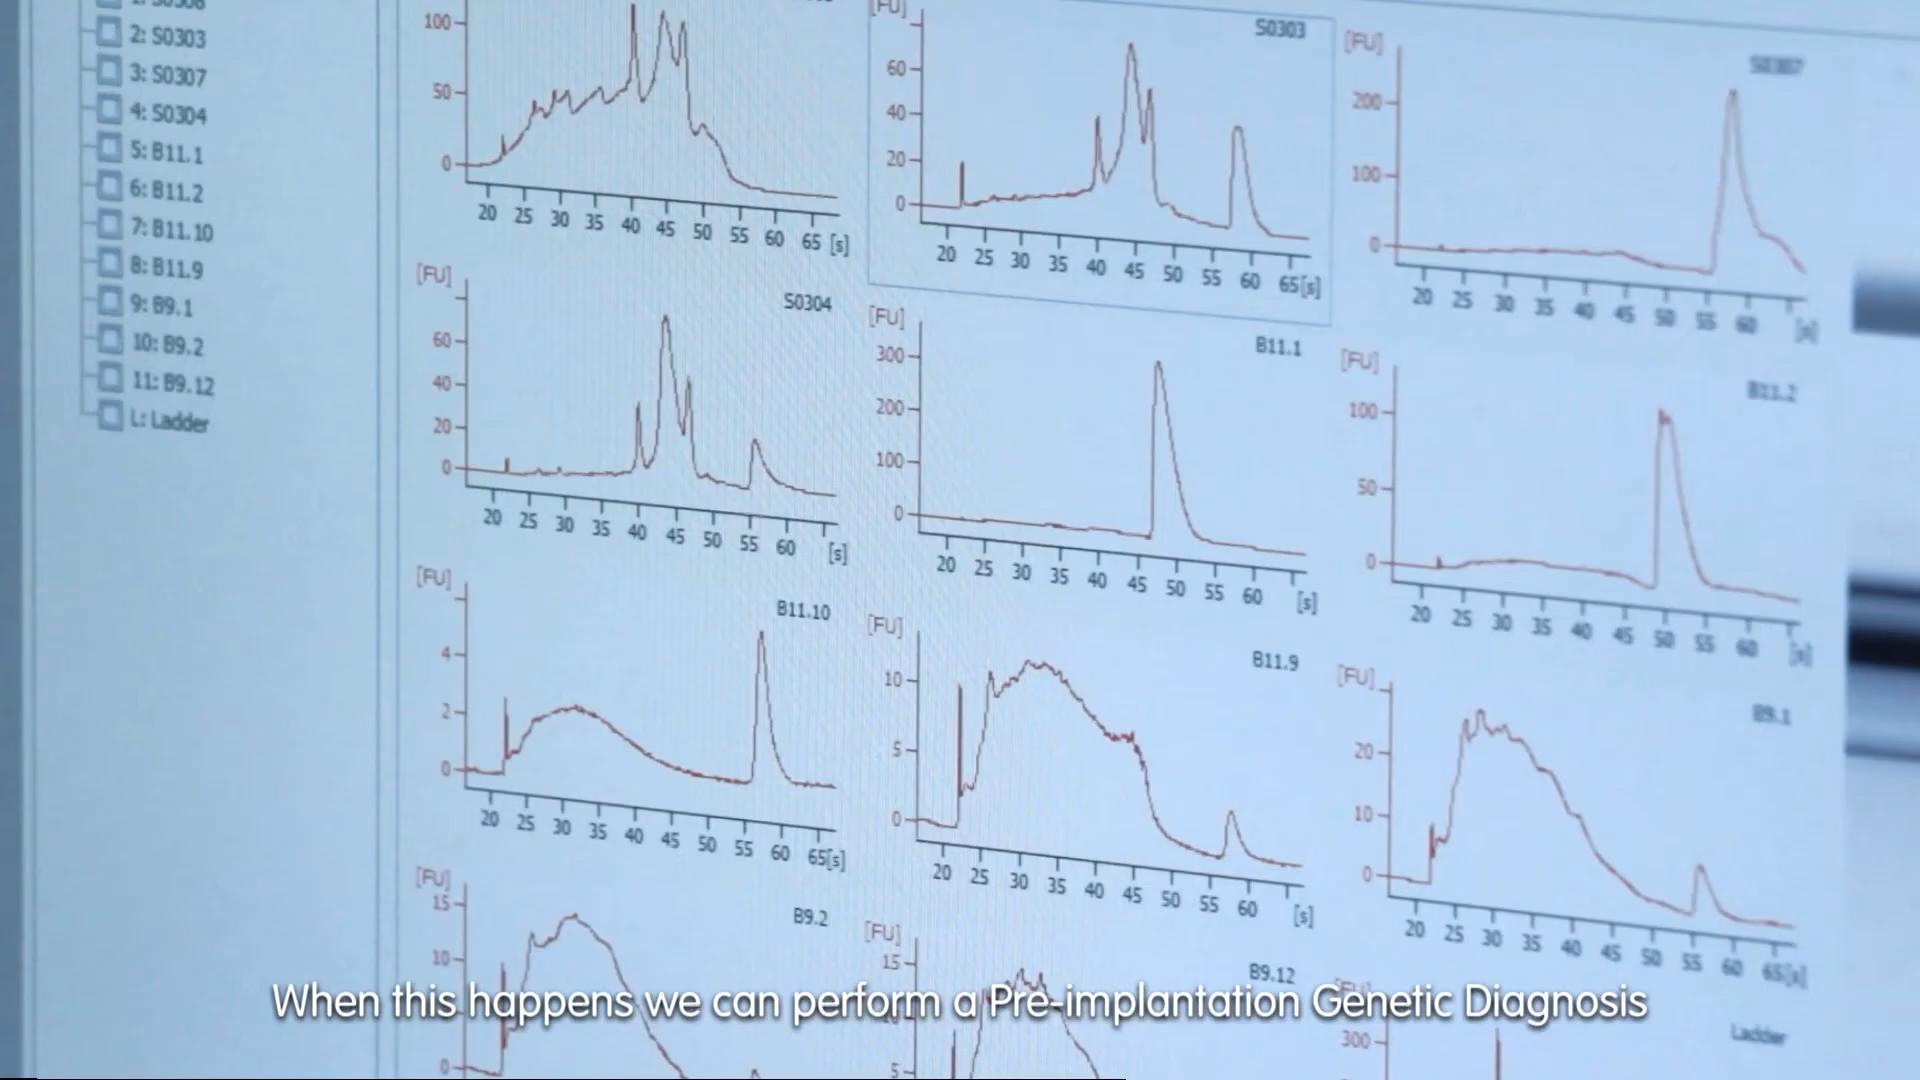 2: S0303
3: S0307
4: S0304
5: B11.1
6: B11.2
7: B11.10
8: B11.9
9: B9.1
10: B9.2
11: B9.12
L: Ladder
100
50
0
20 25 30 35 40 45 50 55 60 65 [s]
[FU]
S0303
60
40
20
0
20 25 30 35 40 45 50 55 60 65[s]
[FU]
S0307
200
100
0
20 25 30 35 40 45 50 55 60 [s]
[FU]
S0304
60
40
20
0
20 25 30 35 40 45 50 55 60 [s]
[FU]
B11.1
300
200
100
0
20 25 30 35 40 45 50 55 60 [s]
[FU]
B11.2
100
50
0
20 25 30 35 40 45 50 55 60 [s]
[FU]
B11.10
4
2
0
20 25 30 35 40 45 50 55 60 65[s]
[FU]
B11.9
10
5
0
20 25 30 35 40 45 50 55 60 [s]
[FU]
B9.1
20
10
0
20 25 30 35 40 45 50 55 60 65[s]
[FU]
B9.2
15
10
0
[FU]
B9.12
15
5
Ladder
300
When this happens we can perform a Pre-implantation Genetic Diagnosis